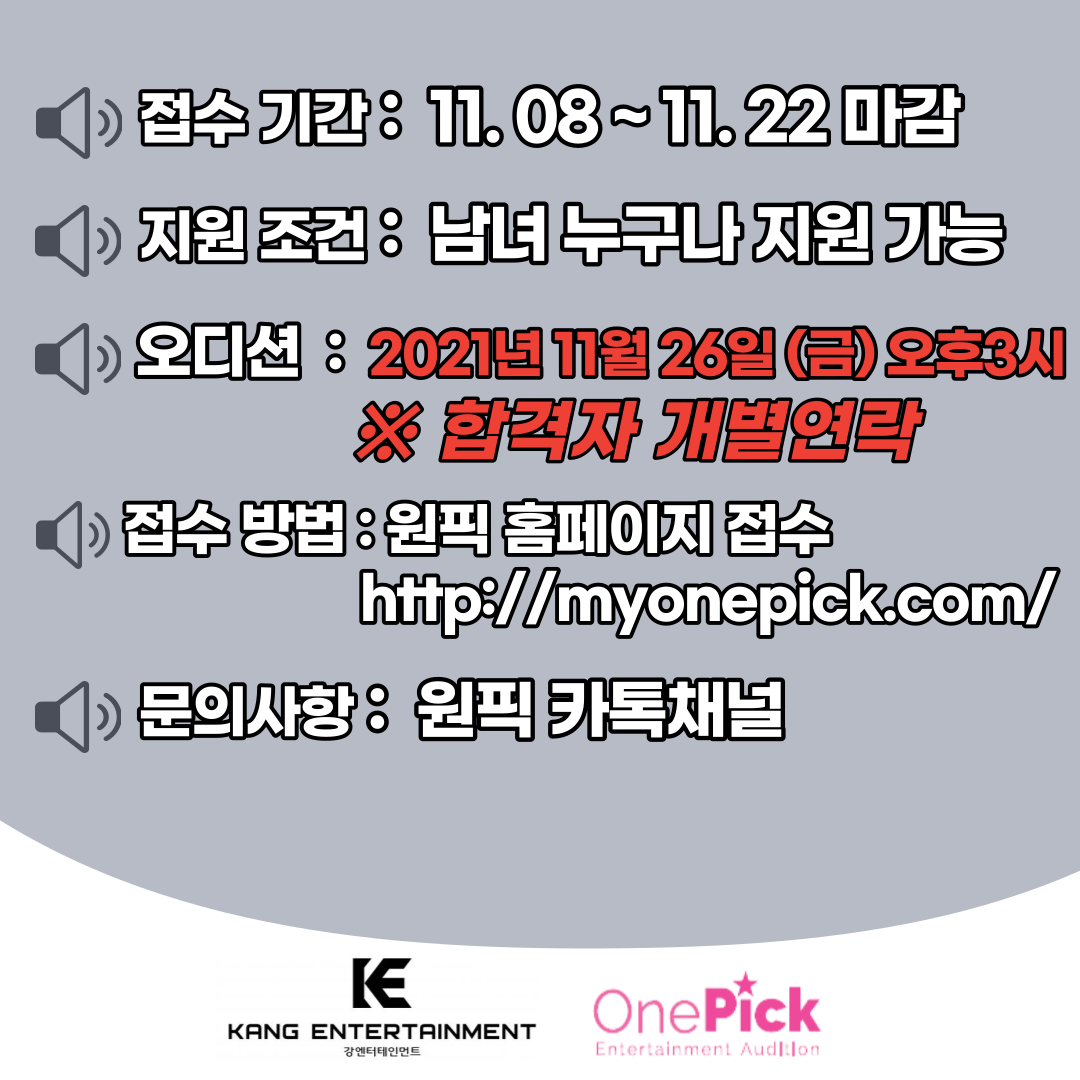 접수 기간 : 11. 08 ~ 11. 22 마감
지원 조건 : 남녀 누구나 지원 가능
오디션 : 2021년 11월 26일 (금) 오후3시
※ 합격자 개별연락
접수 방법 : 원픽 홈페이지 접수
http://myonepick.com/
문의사항 : 원픽 카톡채널
KE
KANG ENTERTAINMENT
강엔터테인먼트
OnePick
Entertainment Audition